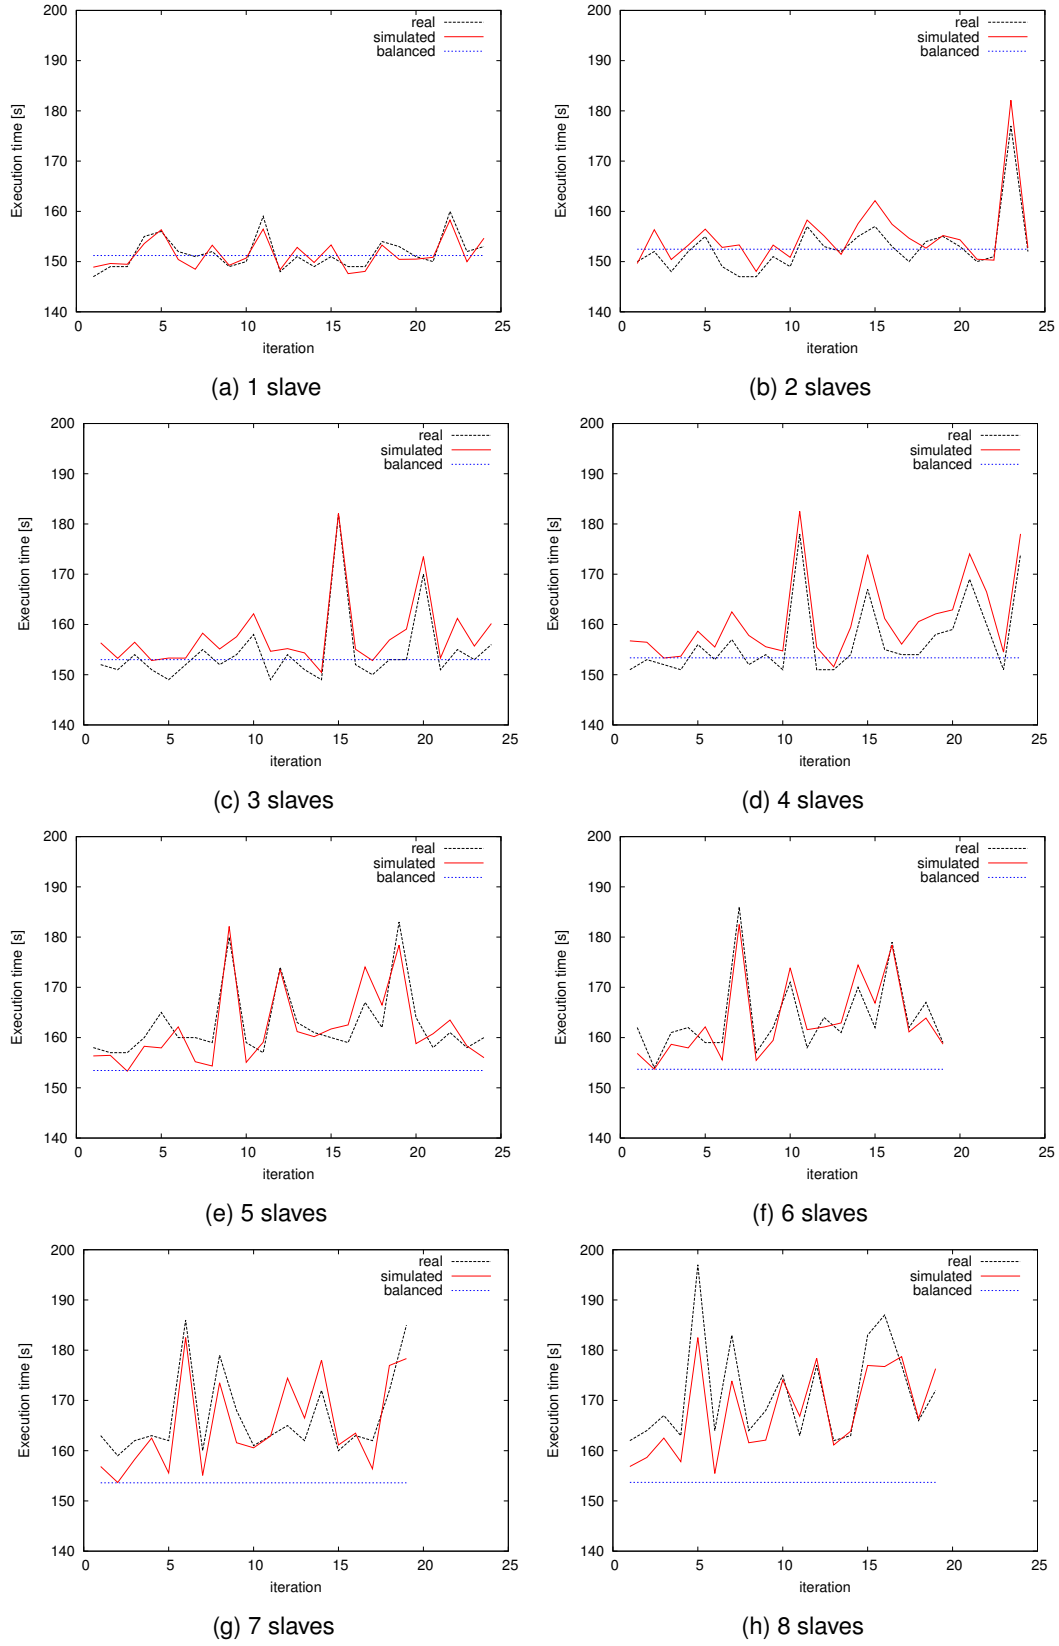 200
190
180
170
160
150
140
0 5 10 15 20 25
Execution time [s]
iteration
real
simulated
balanced
(a) 1 slave
200
190
180
170
160
150
140
0 5 10 15 20 25
Execution time [s]
iteration
real
simulated
balanced
(b) 2 slaves
200
190
180
170
160
150
140
0 5 10 15 20 25
Execution time [s]
iteration
real
simulated
balanced
(c) 3 slaves
200
190
180
170
160
150
140
0 5 10 15 20 25
Execution time [s]
iteration
real
simulated
balanced
(d) 4 slaves
200
190
180
170
160
150
140
0 5 10 15 20 25
Execution time [s]
iteration
real
simulated
balanced
(e) 5 slaves
200
190
180
170
160
150
140
0 5 10 15 20 25
Execution time [s]
iteration
real
simulated
balanced
(f) 6 slaves
200
190
180
170
160
150
140
0 5 10 15 20 25
Execution time [s]
iteration
real
simulated
balanced
(g) 7 slaves
200
190
180
170
160
150
140
0 5 10 15 20 25
Execution time [s]
iteration
real
simulated
balanced
(h) 8 slaves